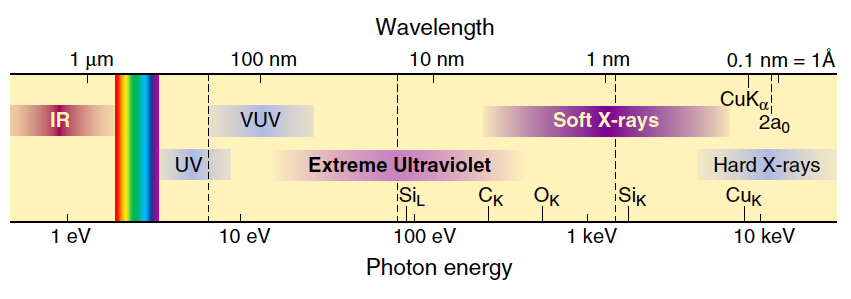 Wavelength
1 μm 100 nm 10 nm 1 nm 0.1 nm = 1Å
CuKα
IR VUV Soft X-rays 2a0
UV Extreme Ultraviolet Hard X-rays
SiL CK OK SiK CuK
1 eV 10 eV 100 eV 1 keV 10 keV
Photon energy